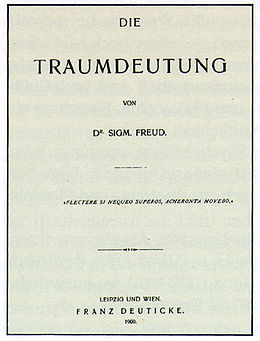 DIE
TRAUMDEUTUNG
VON
DR. SIGM. FREUD.
»FLECTERE SI NEQUEO SUPEROS, ACHERONTA MOVEBO.«
LEIPZIG UND WIEN.
FRANZ DEUTICKE.
1900.